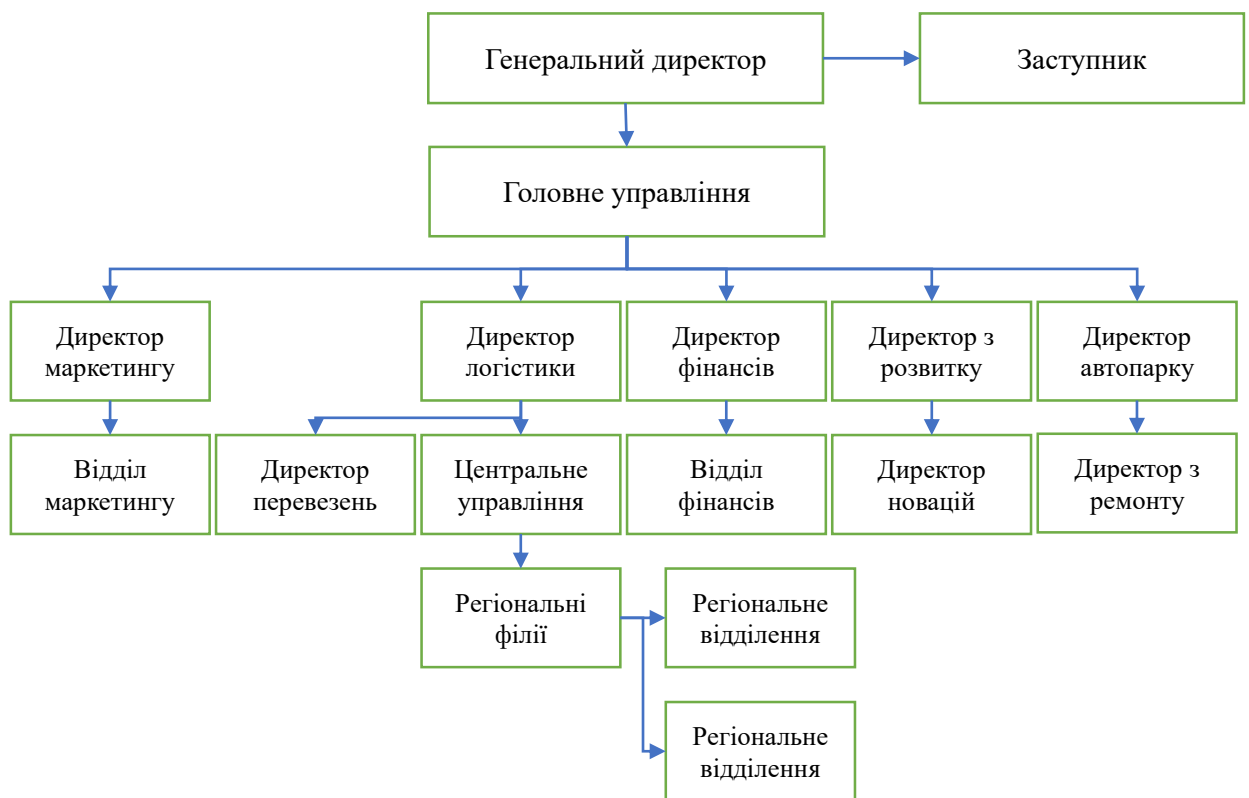 Генеральний директор
Заступник
Головне управління
Директор
маркетингу
Директор
логістики
Директор
фінансів
Директор з
розвитку
Директор
автопарку
Відділ
маркетингу
Директор
перевезень
Центральне
управління
Відділ
фінансів
Директор
новацій
Директор з
ремонту
Регіональні
філії
Регіональне
відділення
Регіональне
відділення